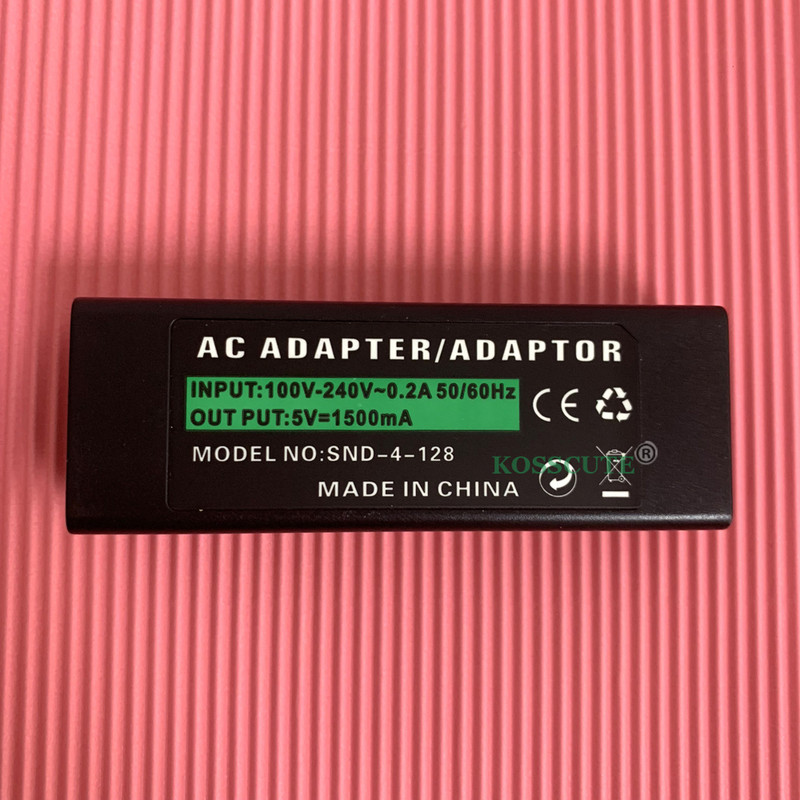 AC ADAPTER/ADAPTOR
INPUT:100V-240V~0.2A 50/60Hz
OUT PUT:5V=1500mA
CE
MODEL NO:SND-4-128
KOSSCUTE®
MADE IN CHINA